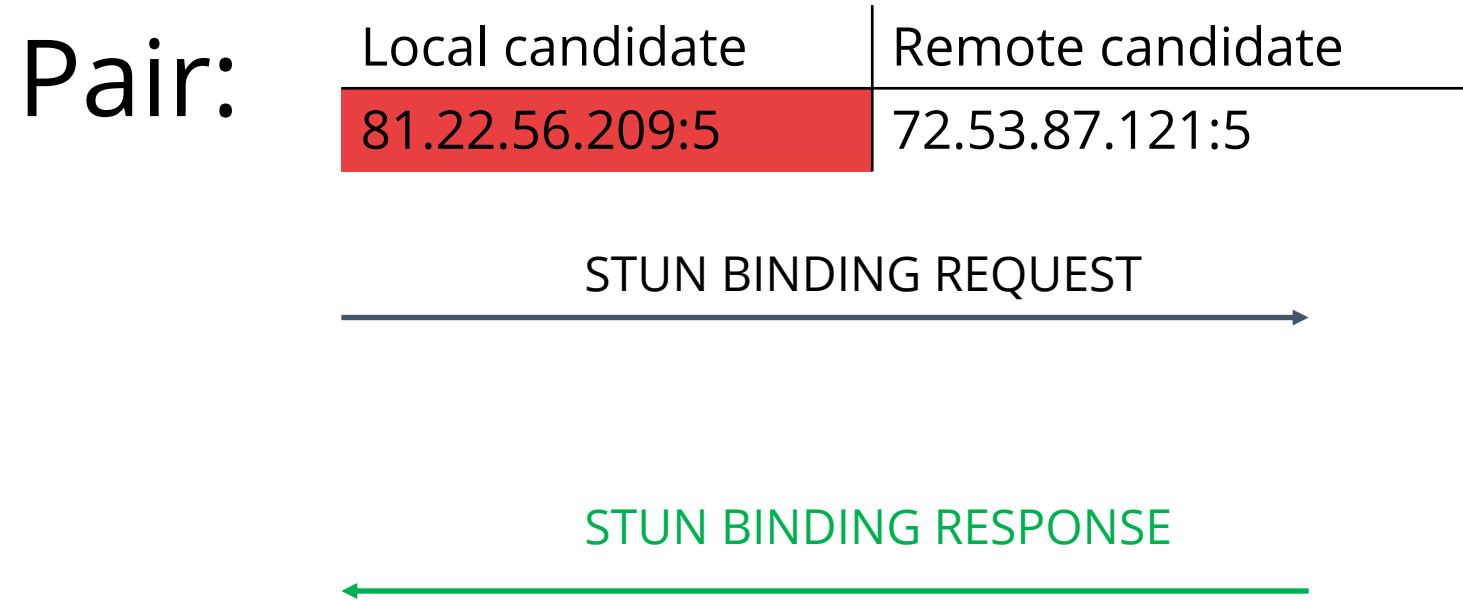 Pair:
Local candidate Remote candidate
81.22.56.209:5 72.53.87.121:5
STUN BINDING REQUEST
STUN BINDING RESPONSE